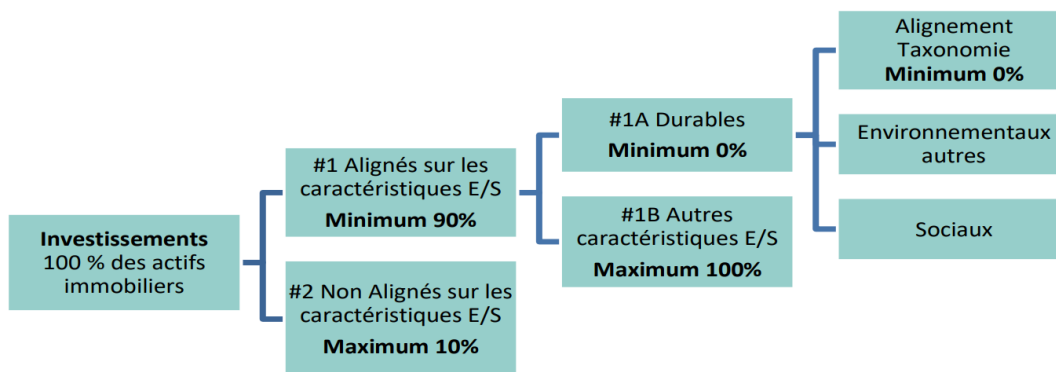 Investissements
100 % des actifs
immobiliers
#1 Alignés sur les
caractéristiques E/S
Minimum 90%
#2 Non Alignés sur les
caractéristiques E/S
Maximum 10%
#1A Durables
Minimum 0%
#1B Autres
caractéristiques E/S
Maximum 100%
Alignement
Taxonomie
Minimum 0%
Environnementaux
autres
Sociaux